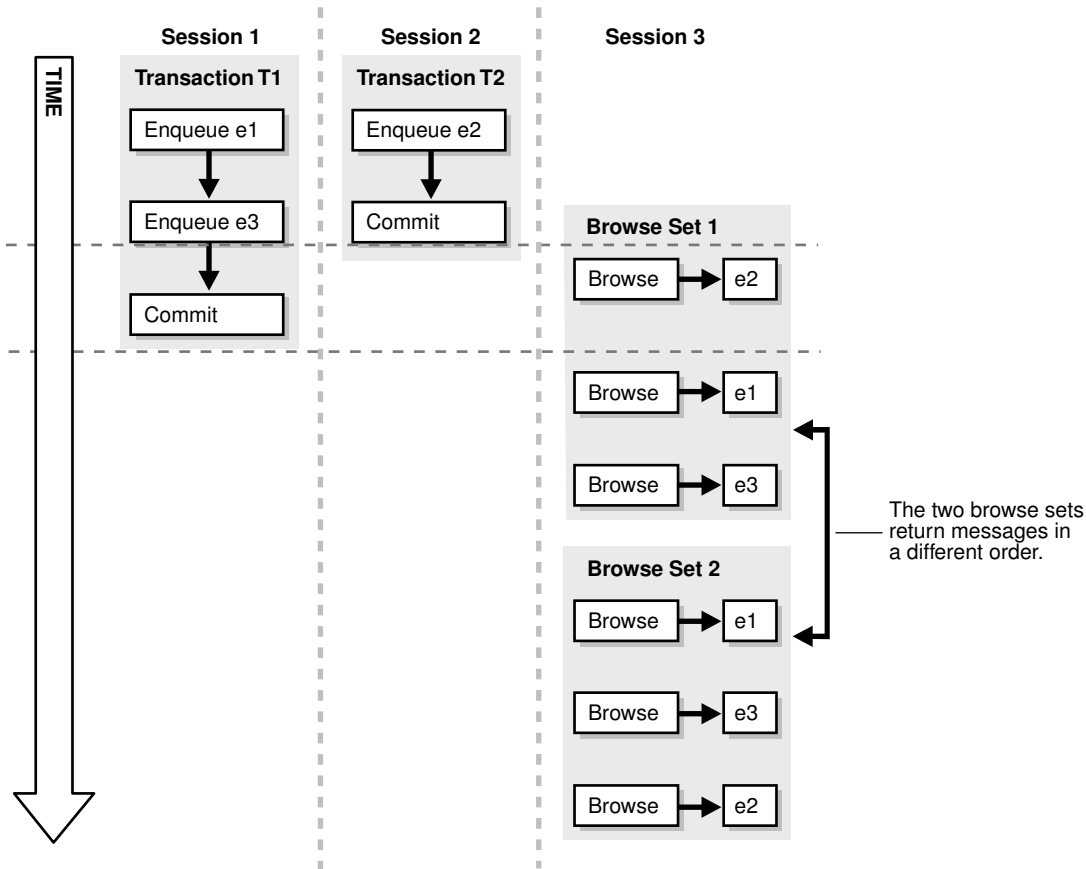 Session 1
Session 2
Session 3
TIME
Transaction T1
Transaction T2
Enqueue e1
Enqueue e2
Enqueue e3
Commit
Browse Set 1
Browse
e2
Commit
Browse
e1
Browse
e3
The two browse sets
return messages in
a different order.
Browse Set 2
Browse
e1
Browse
e3
Browse
e2